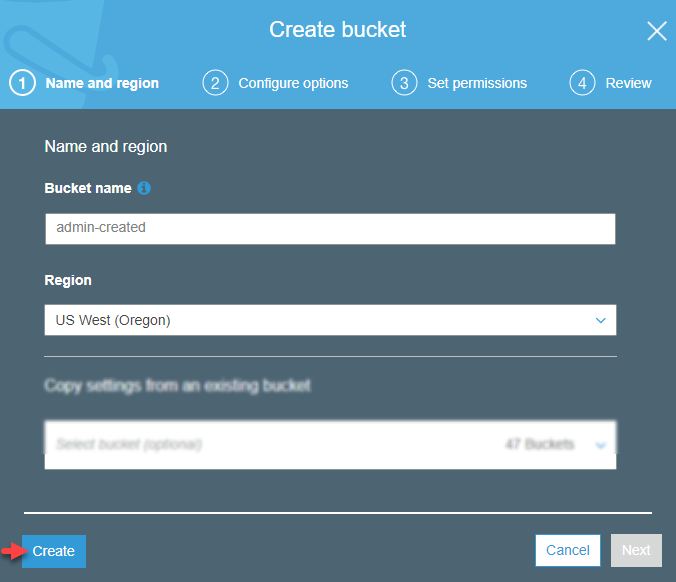 Create bucket
1 Name and region 2 Configure options 3 Set permissions 4 Review
Name and region
Bucket name i
admin-created
Region
US West (Oregon)
Copy settings from an existing bucket
Select bucket (optional) 47 Buckets
Create Cancel Next